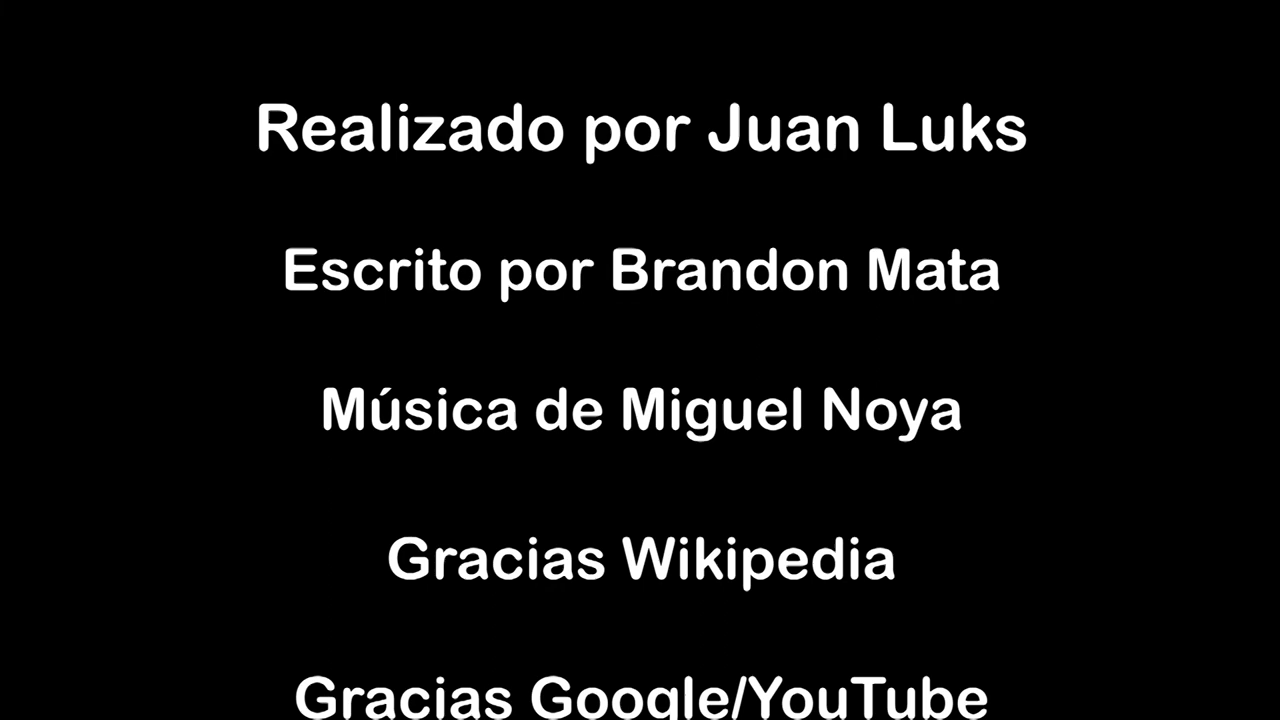 Realizado por Juan Luks
Escrito por Brandon Mata
Música de Miguel Noya
Gracias Wikipedia
Gracias Google/YouTube